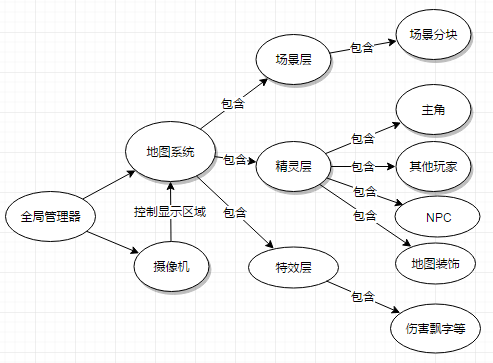 场景分块
场景层
包含
包含
主角
地图系统
包含
包含
精灵层
包含
其他玩家
包含
全局管理器
控制显示区域
包含
包含
NPC
摄像机
特效层
地图装饰
包含
伤害飘字等